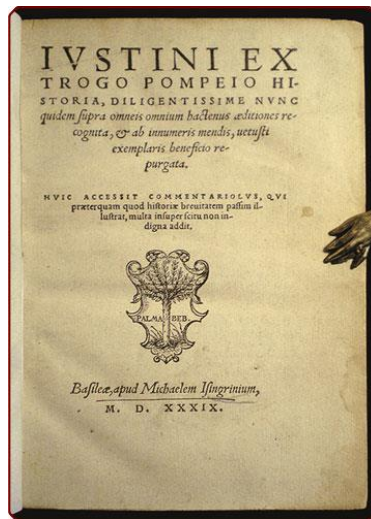 IVSTINI EX
TROGO POMPEIO HI-
STORIA, DILIGENTISSIME NVNC
quidem supra omneis omnium hactenus æditiones re-
cognita, & ab innumeris mendis, uetusti
exemplaris beneficio re-
purgata.
HVIC ACCESSIT COMMENTARIOLVS, QVI
præterquam quod historiæ breuitatem passim il-
lustrat, multa insuper scitu non in-
digna addit.
PALMA BEB.
Basileæ, apud Michaelem Isingrinium,
M. D. XXXIX.